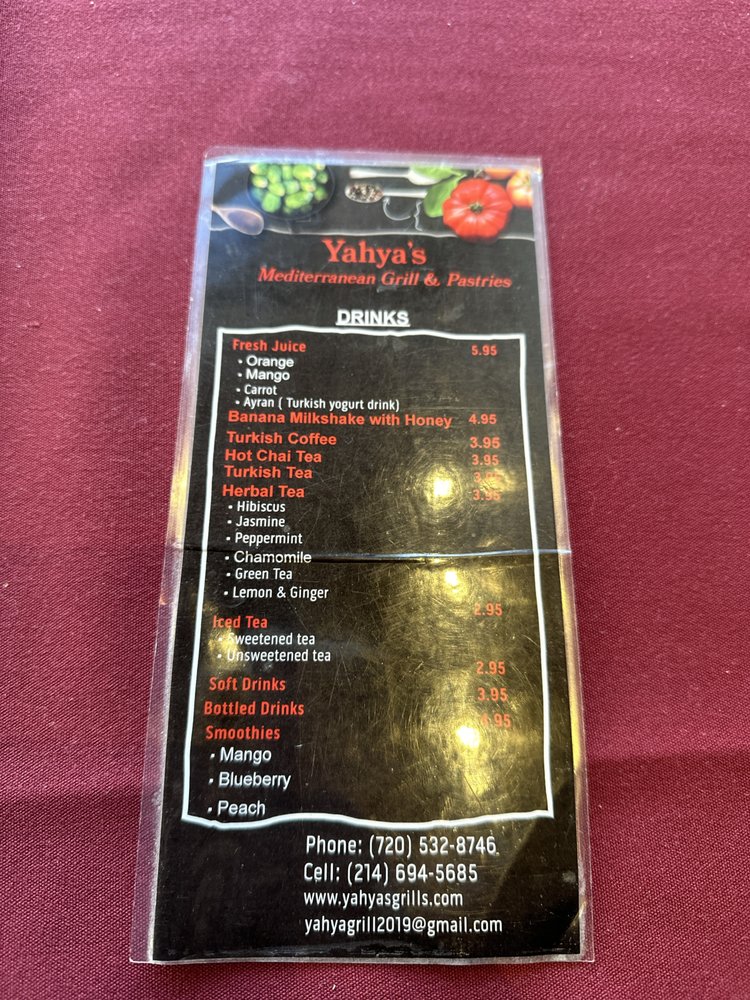 Yahya's
Mediterranean Grill & Pastries
DRINKS
Fresh Juice 5.95
• Orange
• Mango
• Carrot
• Ayran ( Turkish yogurt drink)
Banana Milkshake with Honey 4.95
Turkish Coffee 3.95
Hot Chai Tea 3.95
Turkish Tea
Herbal Tea 3.95
• Hibiscus
• Jasmine
• Peppermint
• Chamomile
• Green Tea
• Lemon & Ginger
Iced Tea 2.95
• Sweetened tea
• Unsweetened tea
Soft Drinks 2.95
Bottled Drinks 3.95
Smoothies 4.95
• Mango
• Blueberry
• Peach
Phone: (720) 532-8746
Cell: (214) 694-5685
www.yahyasgrills.com
yahyagrill2019@gmail.com